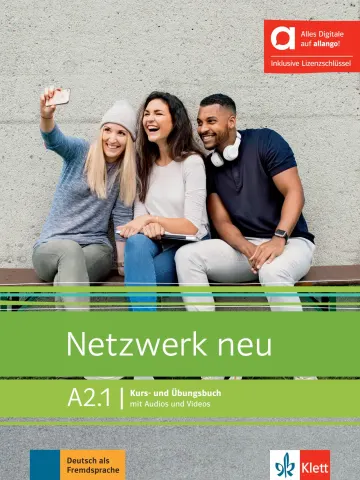 a
Alles Digitale
auf allango!
Inklusive Lizenzschlüssel
Netzwerk neu
A2.1 | Kurs- und Übungsbuch
mit Audios und Videos
Deutsch als
Fremdsprache
Klett